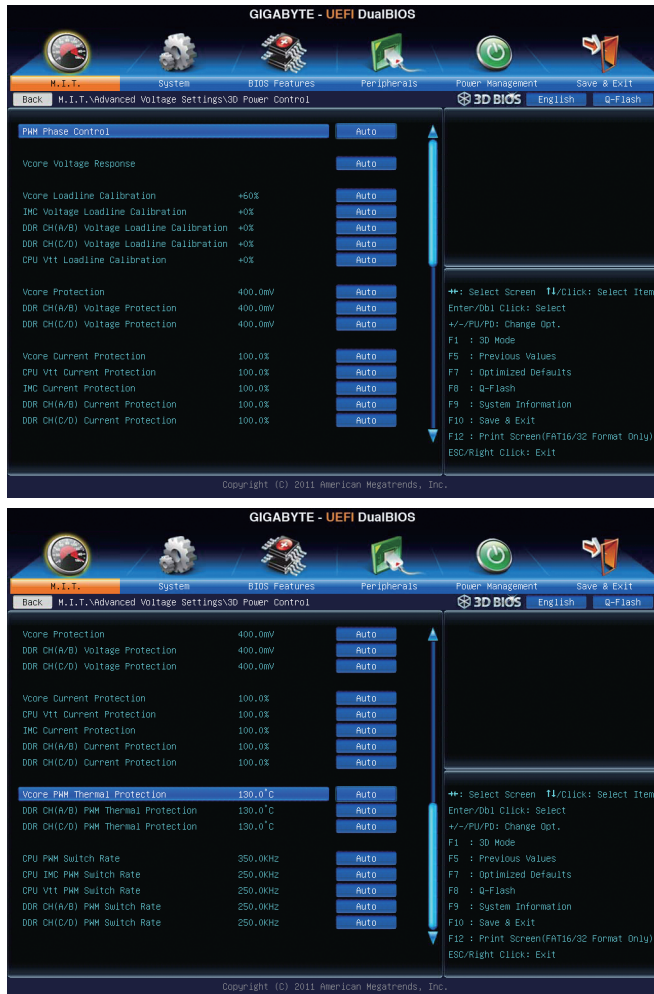 GIGABYTE - UEFI DualBIOS
M.I.T. System BIOS Features Peripherals Power Management Save & Exit
Back M.I.T.\Advanced Voltage Settings\3D Power Control 3D BIOS English Q-Flash
PWM Phase Control Auto
Vcore Voltage Response Auto
Vcore Loadline Calibration +60% Auto
IMC Voltage Loadline Calibration +0% Auto
DDR CH(A/B) Voltage Loadline Calibration +0% Auto
DDR CH(C/D) Voltage Loadline Calibration +0% Auto
CPU Vtt Loadline Calibration +0% Auto
Vcore Protection 400.0mV Auto
DDR CH(A/B) Voltage Protection 400.0mV Auto
DDR CH(C/D) Voltage Protection 400.0mV Auto
Vcore Current Protection 100.0% Auto
CPU Vtt Current Protection 100.0% Auto
IMC Current Protection 100.0% Auto
DDR CH(A/B) Current Protection 100.0% Auto
DDR CH(C/D) Current Protection 100.0% Auto
→←: Select Screen ↑↓/Click: Select Item
Enter/Dbl Click: Select
+/-/PU/PD: Change Opt.
F1 : 3D Mode
F5 : Previous Values
F7 : Optimized Defaults
F8 : Q-Flash
F9 : System Information
F10 : Save & Exit
F12 : Print Screen(FAT16/32 Format Only)
ESC/Right Click: Exit
Copyright (C) 2011 American Megatrends, Inc.
GIGABYTE - UEFI DualBIOS
M.I.T. System BIOS Features Peripherals Power Management Save & Exit
Back M.I.T.\Advanced Voltage Settings\3D Power Control 3D BIOS English Q-Flash
Vcore Protection 400.0mV Auto
DDR CH(A/B) Voltage Protection 400.0mV Auto
DDR CH(C/D) Voltage Protection 400.0mV Auto
Vcore Current Protection 100.0% Auto
CPU Vtt Current Protection 100.0% Auto
IMC Current Protection 100.0% Auto
DDR CH(A/B) Current Protection 100.0% Auto
DDR CH(C/D) Current Protection 100.0% Auto
Vcore PWM Thermal Protection 130.0°C Auto
DDR CH(A/B) PWM Thermal Protection 130.0°C Auto
DDR CH(C/D) PWM Thermal Protection 130.0°C Auto
CPU PWM Switch Rate 350.0KHz Auto
CPU IMC PWM Switch Rate 250.0KHz Auto
CPU Vtt PWM Switch Rate 250.0KHz Auto
DDR CH(A/B) PWM Switch Rate 250.0KHz Auto
DDR CH(C/D) PWM Switch Rate 250.0KHz Auto
→←: Select Screen ↑↓/Click: Select Item
Enter/Dbl Click: Select
+/-/PU/PD: Change Opt.
F1 : 3D Mode
F5 : Previous Values
F7 : Optimized Defaults
F8 : Q-Flash
F9 : System Information
F10 : Save & Exit
F12 : Print Screen(FAT16/32 Format Only)
ESC/Right Click: Exit
Copyright (C) 2011 American Megatrends, Inc.